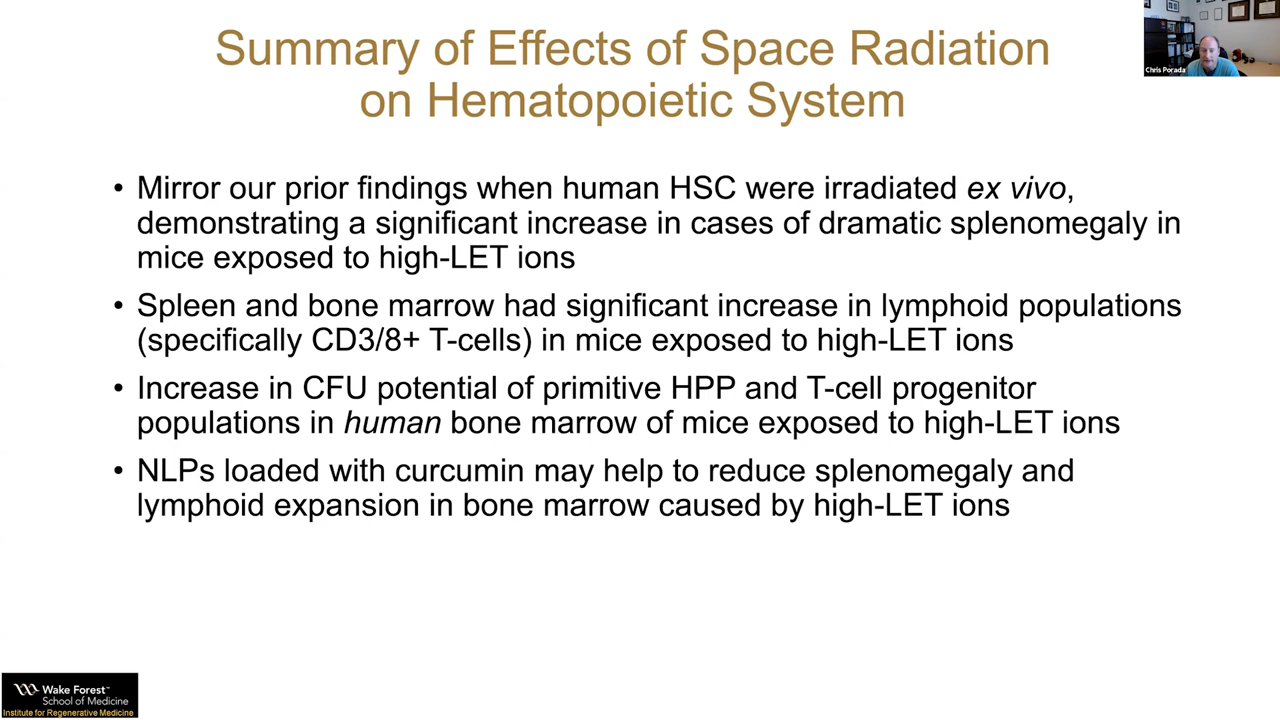 Summary of Effects of Space Radiation
on Hematopoietic System
Chris Porada
• Mirror our prior findings when human HSC were irradiated ex vivo,
demonstrating a significant increase in cases of dramatic splenomegaly in
mice exposed to high-LET ions
• Spleen and bone marrow had significant increase in lymphoid populations
(specifically CD3/8+ T-cells) in mice exposed to high-LET ions
• Increase in CFU potential of primitive HPP and T-cell progenitor
populations in human bone marrow of mice exposed to high-LET ions
• NLPs loaded with curcumin may help to reduce splenomegaly and
lymphoid expansion in bone marrow caused by high-LET ions
Wake Forest™
School of Medicine
Institute for Regenerative Medicine